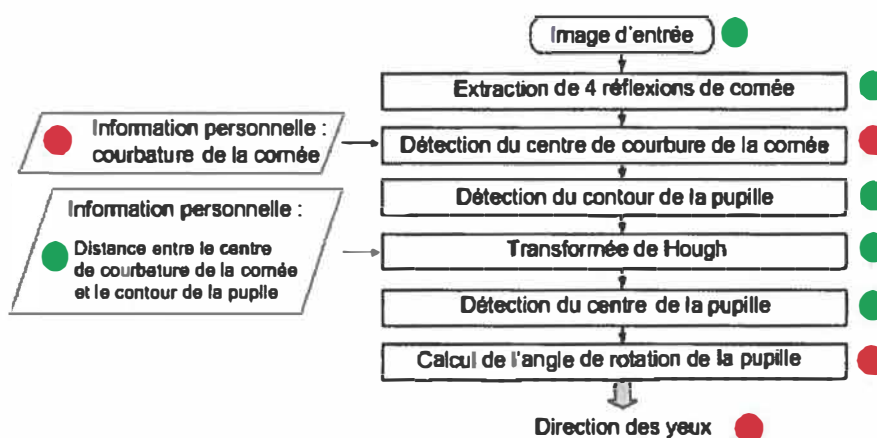 Image d'entrée
Extraction de 4 réflexions de cornée
Information personnelle :
courbature de la cornée
Détection du centre de courbure de la cornée
Détection du contour de la pupille
Information personnelle :
Distance entre le centre
de courbature de la cornée
et le contour de la pupile
Transformée de Hough
Détection du centre de la pupille
Calcul de l'angle de rotation de la pupille
Direction des yeux